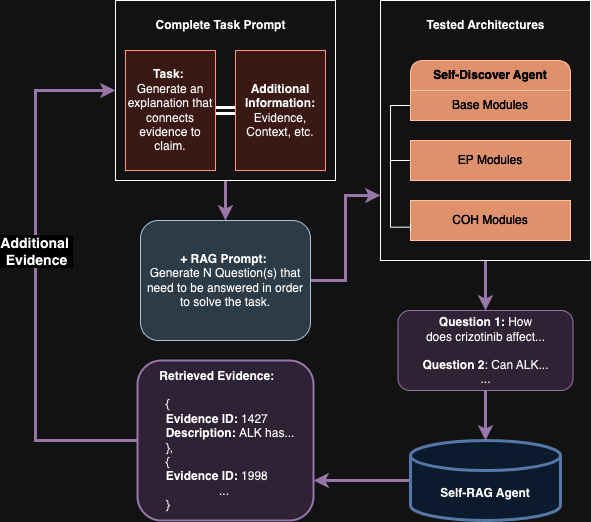 Complete Task Prompt
Task:
Generate an
explanation that
connects
evidence to
claim.
Additional
Information:
Evidence,
Context, etc.
Tested Architectures
Self-Discover Agent
Base Modules
EP Modules
COH Modules
Additional
Evidence
+ RAG Prompt:
Generate N Question(s) that
need to be answered in order
to solve the task.
Question 1: How
does crizotinib affect...
Question 2: Can ALK...
...
Retrieved Evidence:
{
Evidence ID: 1427
Description: ALK has...
},
{
Evidence ID: 1998
...
}
Self-RAG Agent